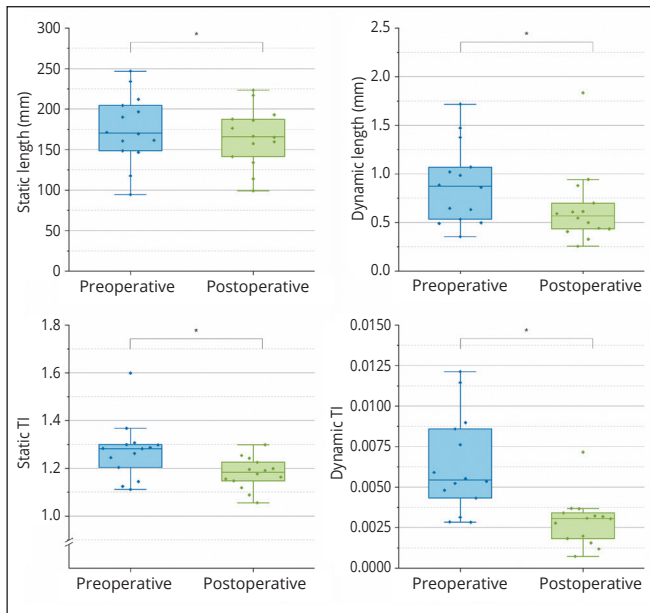 Static length (mm)
300
250
200
150
100
50
0
*
Preoperative
Postoperative
Dynamic length (mm)
2.5
2.0
1.5
1.0
0.5
0.0
*
Preoperative
Postoperative
Static TI
1.8
1.6
1.4
1.2
1.0
*
Preoperative
Postoperative
Dynamic TI
0.0150
0.0125
0.0100
0.0075
0.0050
0.0025
0.0000
*
Preoperative
Postoperative